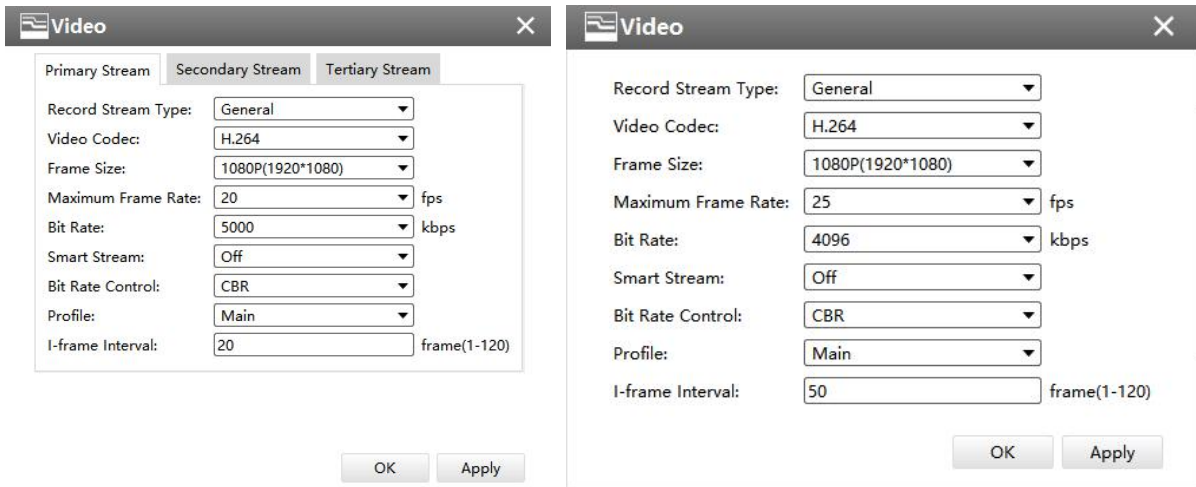 Video
Primary Stream Secondary Stream Tertiary Stream
Record Stream Type: General
Video Codec: H.264
Frame Size: 1080P(1920*1080)
Maximum Frame Rate: 20 fps
Bit Rate: 5000 kbps
Smart Stream: Off
Bit Rate Control: CBR
Profile: Main
I-frame Interval: 20 frame(1-120)
OK Apply
Video
Record Stream Type: General
Video Codec: H.264
Frame Size: 1080P(1920*1080)
Maximum Frame Rate: 25 fps
Bit Rate: 4096 kbps
Smart Stream: Off
Bit Rate Control: CBR
Profile: Main
I-frame Interval: 50 frame(1-120)
OK Apply